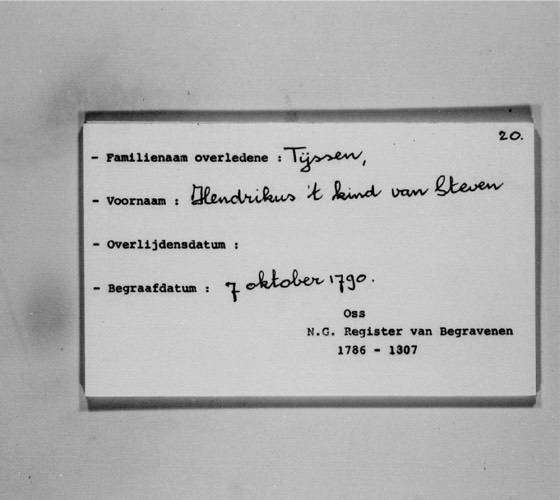 20.
- Familienaam overledene : Tijssen,
- Voornaam : Hendrikus 't kind van Steven
- Overlijdensdatum :
- Begraafdatum : 7 oktober 1790.
Oss
N.G. Register van Begravenen
1786 - 1307